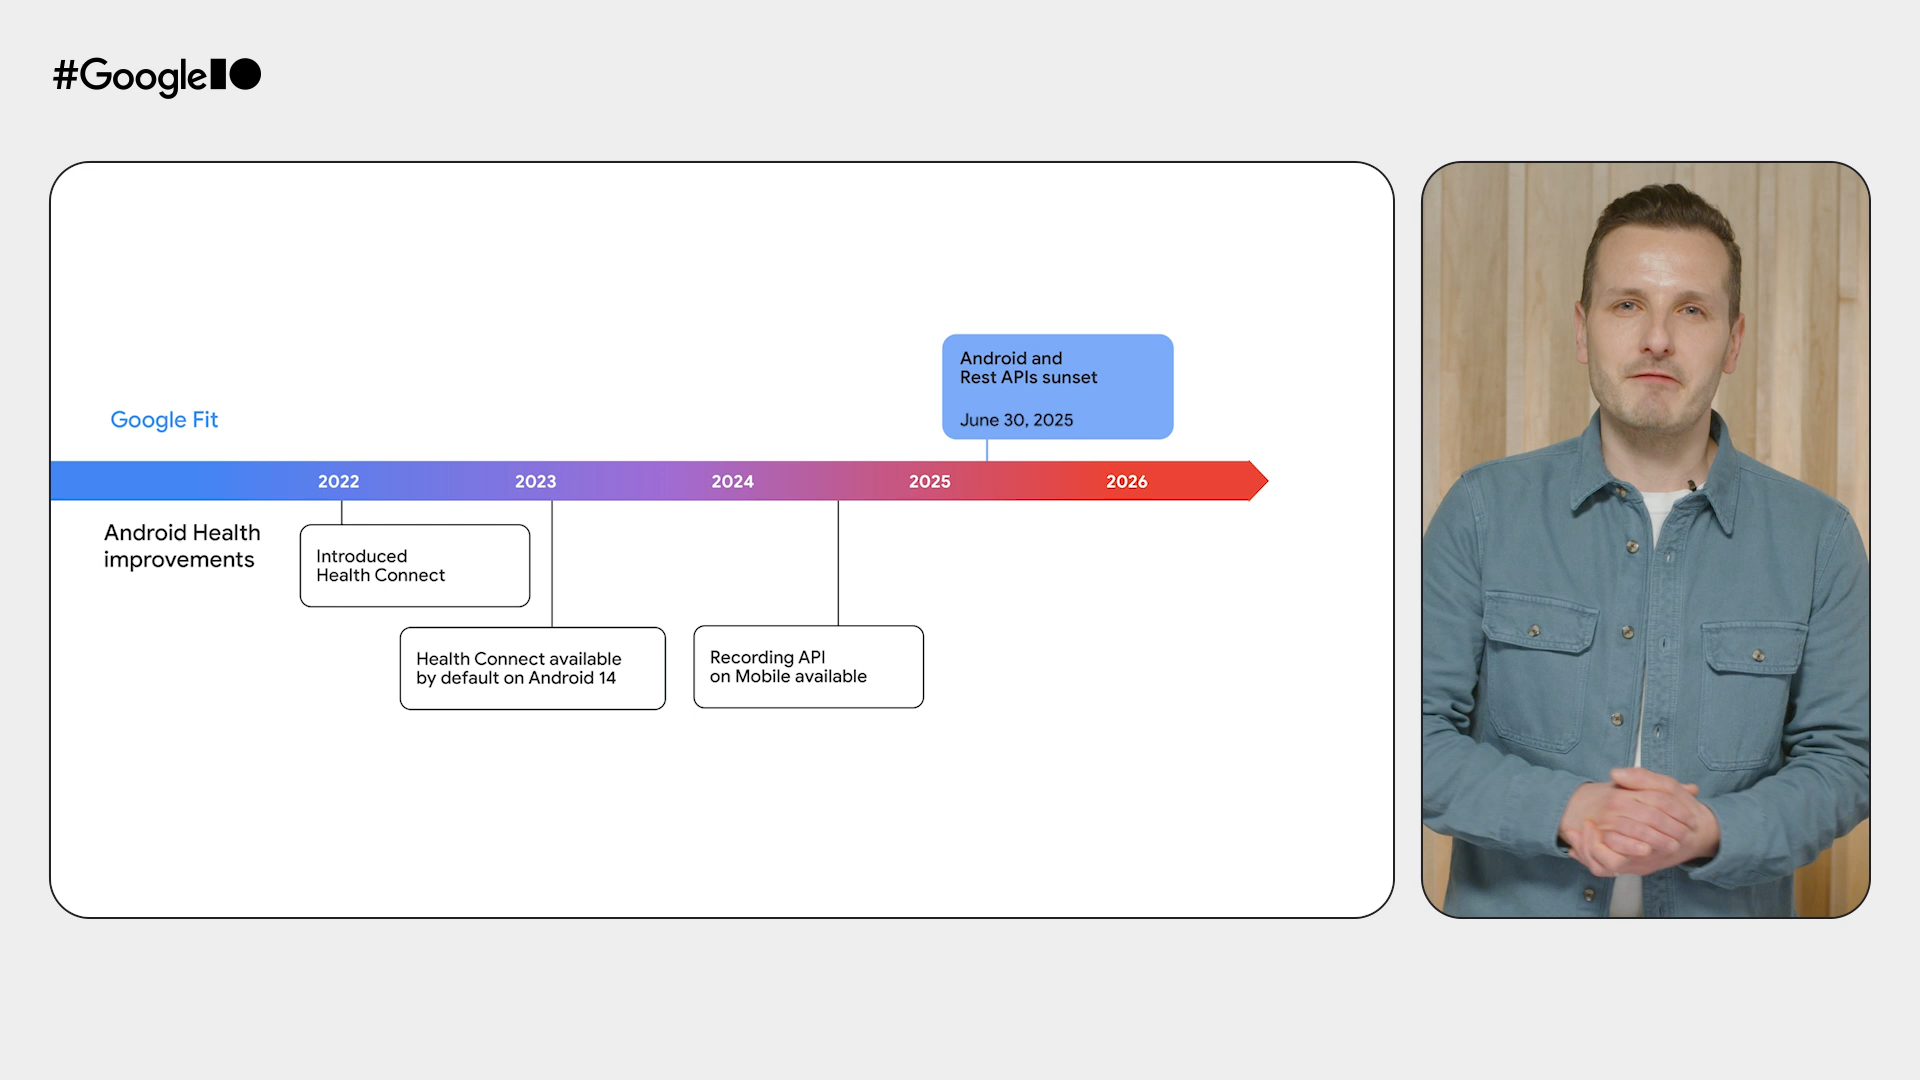 #GoogleIO
Google Fit
Android and
Rest APIs sunset
June 30, 2025
2022 2023 2024 2025 2026
Android Health
improvements
Introduced
Health Connect
Health Connect available
by default on Android 14
Recording API
on Mobile available